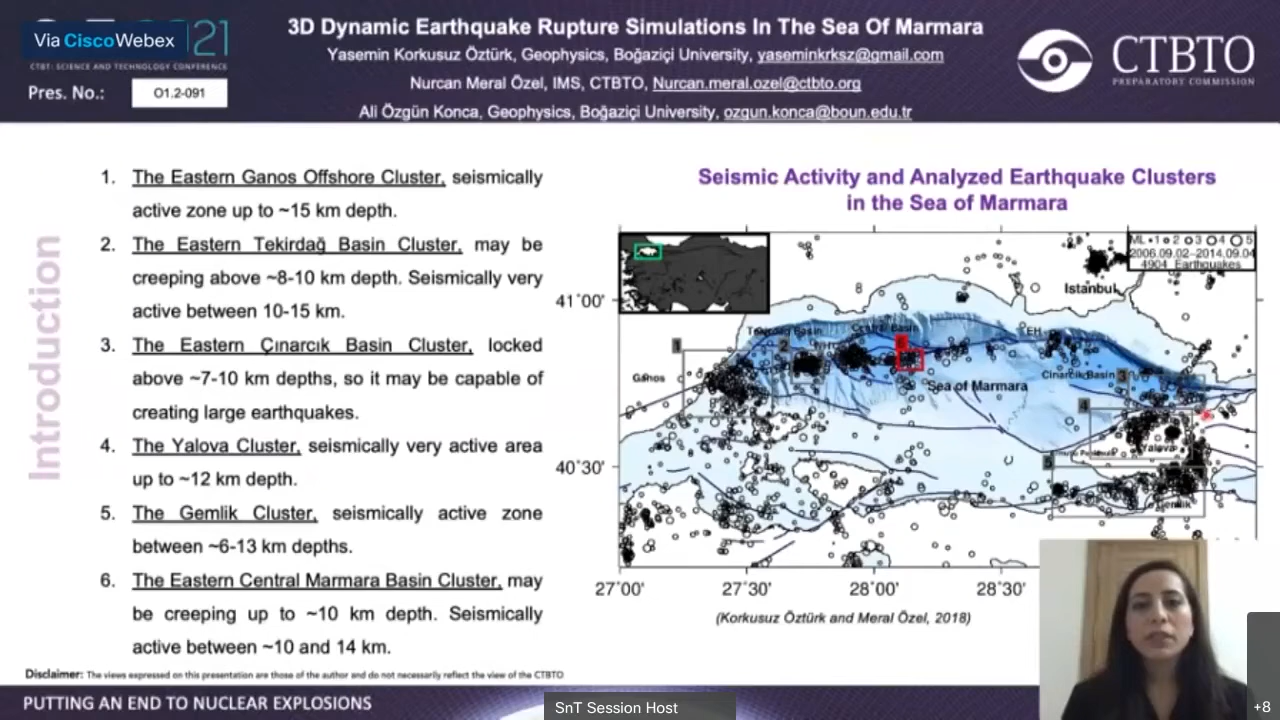 3D Dynamic Earthquake Rupture Simulations In The Sea Of Marmara
Via CiscoWebex
21
CTBT: SCIENCE AND TECHNOLOGY CONFERENCE
Yasemin Korkusuz Öztürk, Geophysics, Boğaziçi University, yaseminkrksz@gmail.com
Nurcan Meral Özel, IMS, CTBTO, Nurcan.meral.ozel@ctbto.org
Ali Özgün Konca, Geophysics, Boğaziçi University, ozgun.konca@boun.edu.tr
Pres. No.: O1.2-091
CTBTO
PREPARATORY COMMISSION
Introduction
1. The Eastern Ganos Offshore Cluster, seismically
active zone up to ~15 km depth.
2. The Eastern Tekirdağ Basin Cluster, may be
creeping above ~8-10 km depth. Seismically very
active between 10-15 km.
3. The Eastern Çınarcık Basin Cluster, locked
above ~7-10 km depths, so it may be capable of
creating large earthquakes.
4. The Yalova Cluster, seismically very active area
up to ~12 km depth.
5. The Gemlik Cluster, seismically active zone
between ~6-13 km depths.
6. The Eastern Central Marmara Basin Cluster, may
be creeping up to ~10 km depth. Seismically
active between ~10 and 14 km.
Seismic Activity and Analyzed Earthquake Clusters
in the Sea of Marmara
ML 1 2 3 4 5
2006.09.02–2014.09.04
4904 Earthquakes
41°00'
Istanbul
Tekirdag Basin
Central Basin
EH
1
2
Ganos
Sea of Marmara
Cinarcik Basin
3
4
Yalova
5
Gemlik
40°30'
27°00'
27°30'
28°00'
28°30'
(Korkusuz Öztürk and Meral Özel, 2018)
Disclaimer: The views expressed on this presentation are those of the author and do not necessarily reflect the view of the CTBTO
PUTTING AN END TO NUCLEAR EXPLOSIONS
SnT Session Host
+8